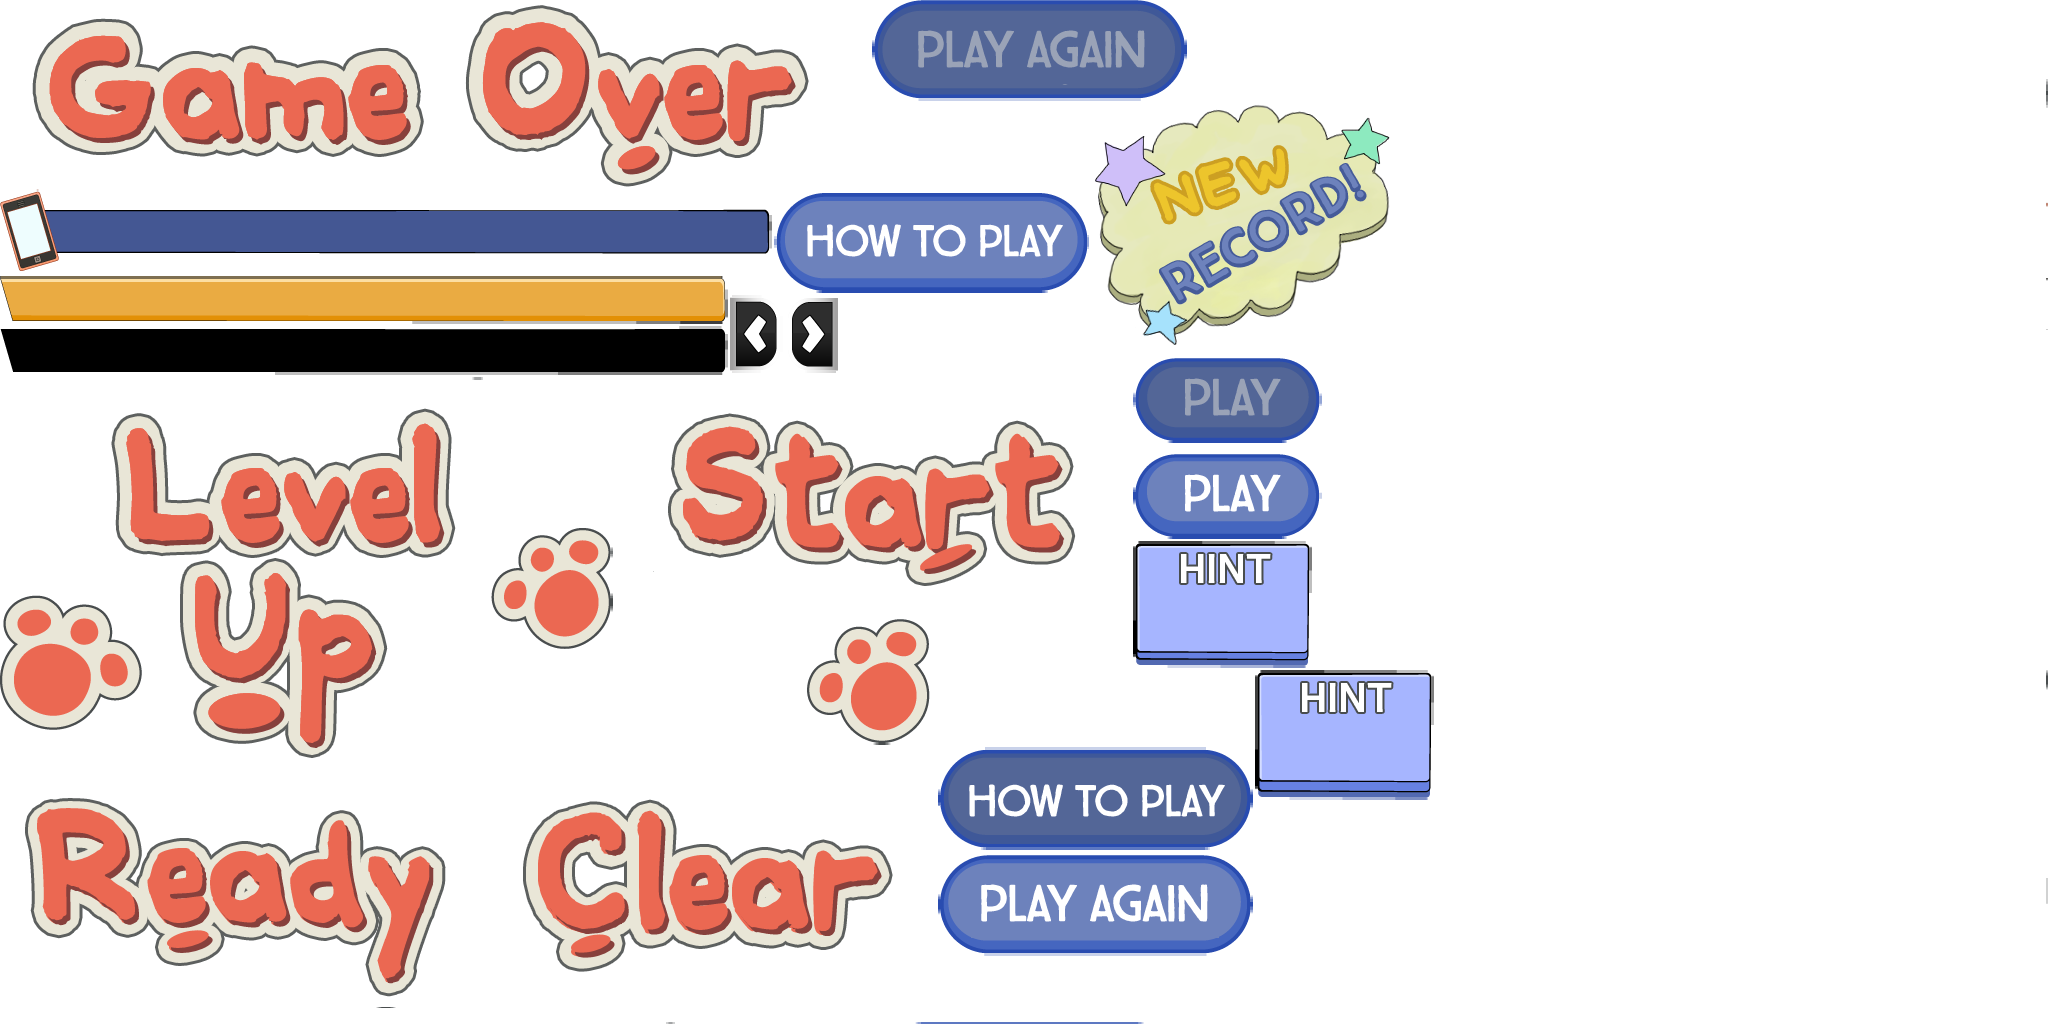 Game Over
PLAY AGAIN
NEW
RECORD!
HOW TO PLAY
PLAY
Level
Up
Start
PLAY
HINT
HINT
Ready
Clear
HOW TO PLAY
PLAY AGAIN